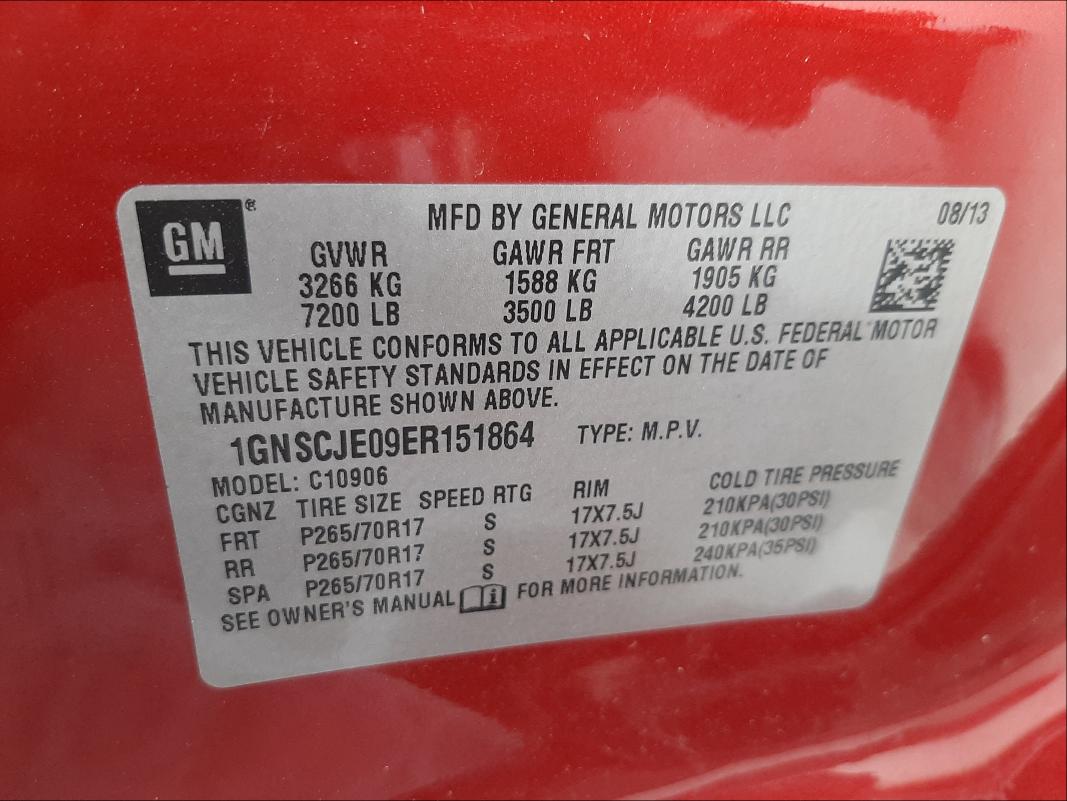 GM®
MFD BY GENERAL MOTORS LLC 08/13
GVWR GAWR FRT GAWR RR
3266 KG 1588 KG 1905 KG
7200 LB 3500 LB 4200 LB
THIS VEHICLE CONFORMS TO ALL APPLICABLE U.S. FEDERAL MOTOR
VEHICLE SAFETY STANDARDS IN EFFECT ON THE DATE OF
MANUFACTURE SHOWN ABOVE.
1GNSCJE09ER151864 TYPE: M.P.V.
MODEL: C10906
CGNZ TIRE SIZE SPEED RTG RIM COLD TIRE PRESSURE
FRT P265/70R17 S 17X7.5J 210KPA(30PSI)
RR P265/70R17 S 17X7.5J 210KPA(30PSI)
SPA P265/70R17 S 17X7.5J 240KPA(35PSI)
SEE OWNER'S MANUAL i FOR MORE INFORMATION.